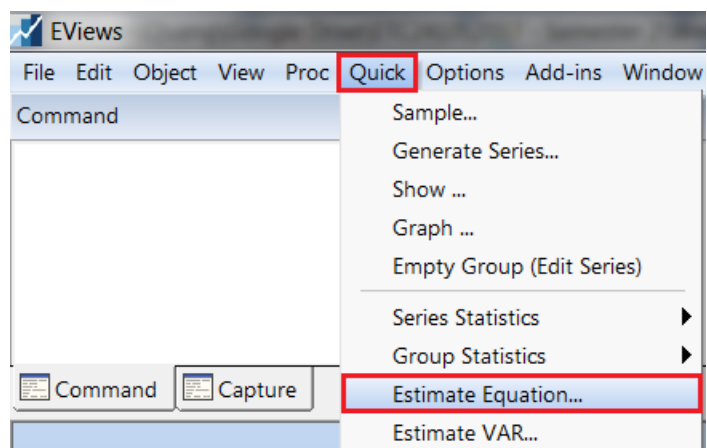 EViews
File Edit Object View Proc Quick Options Add-ins Window
Command
Sample...
Generate Series...
Show ...
Graph ...
Empty Group (Edit Series)
Series Statistics
Group Statistics
Command Capture
Estimate Equation...
Estimate VAR...